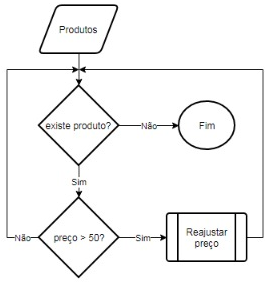 Produtos
existe produto?
Não
Fim
Sim
Não
preço > 50?
Sim
Reajustar
preço